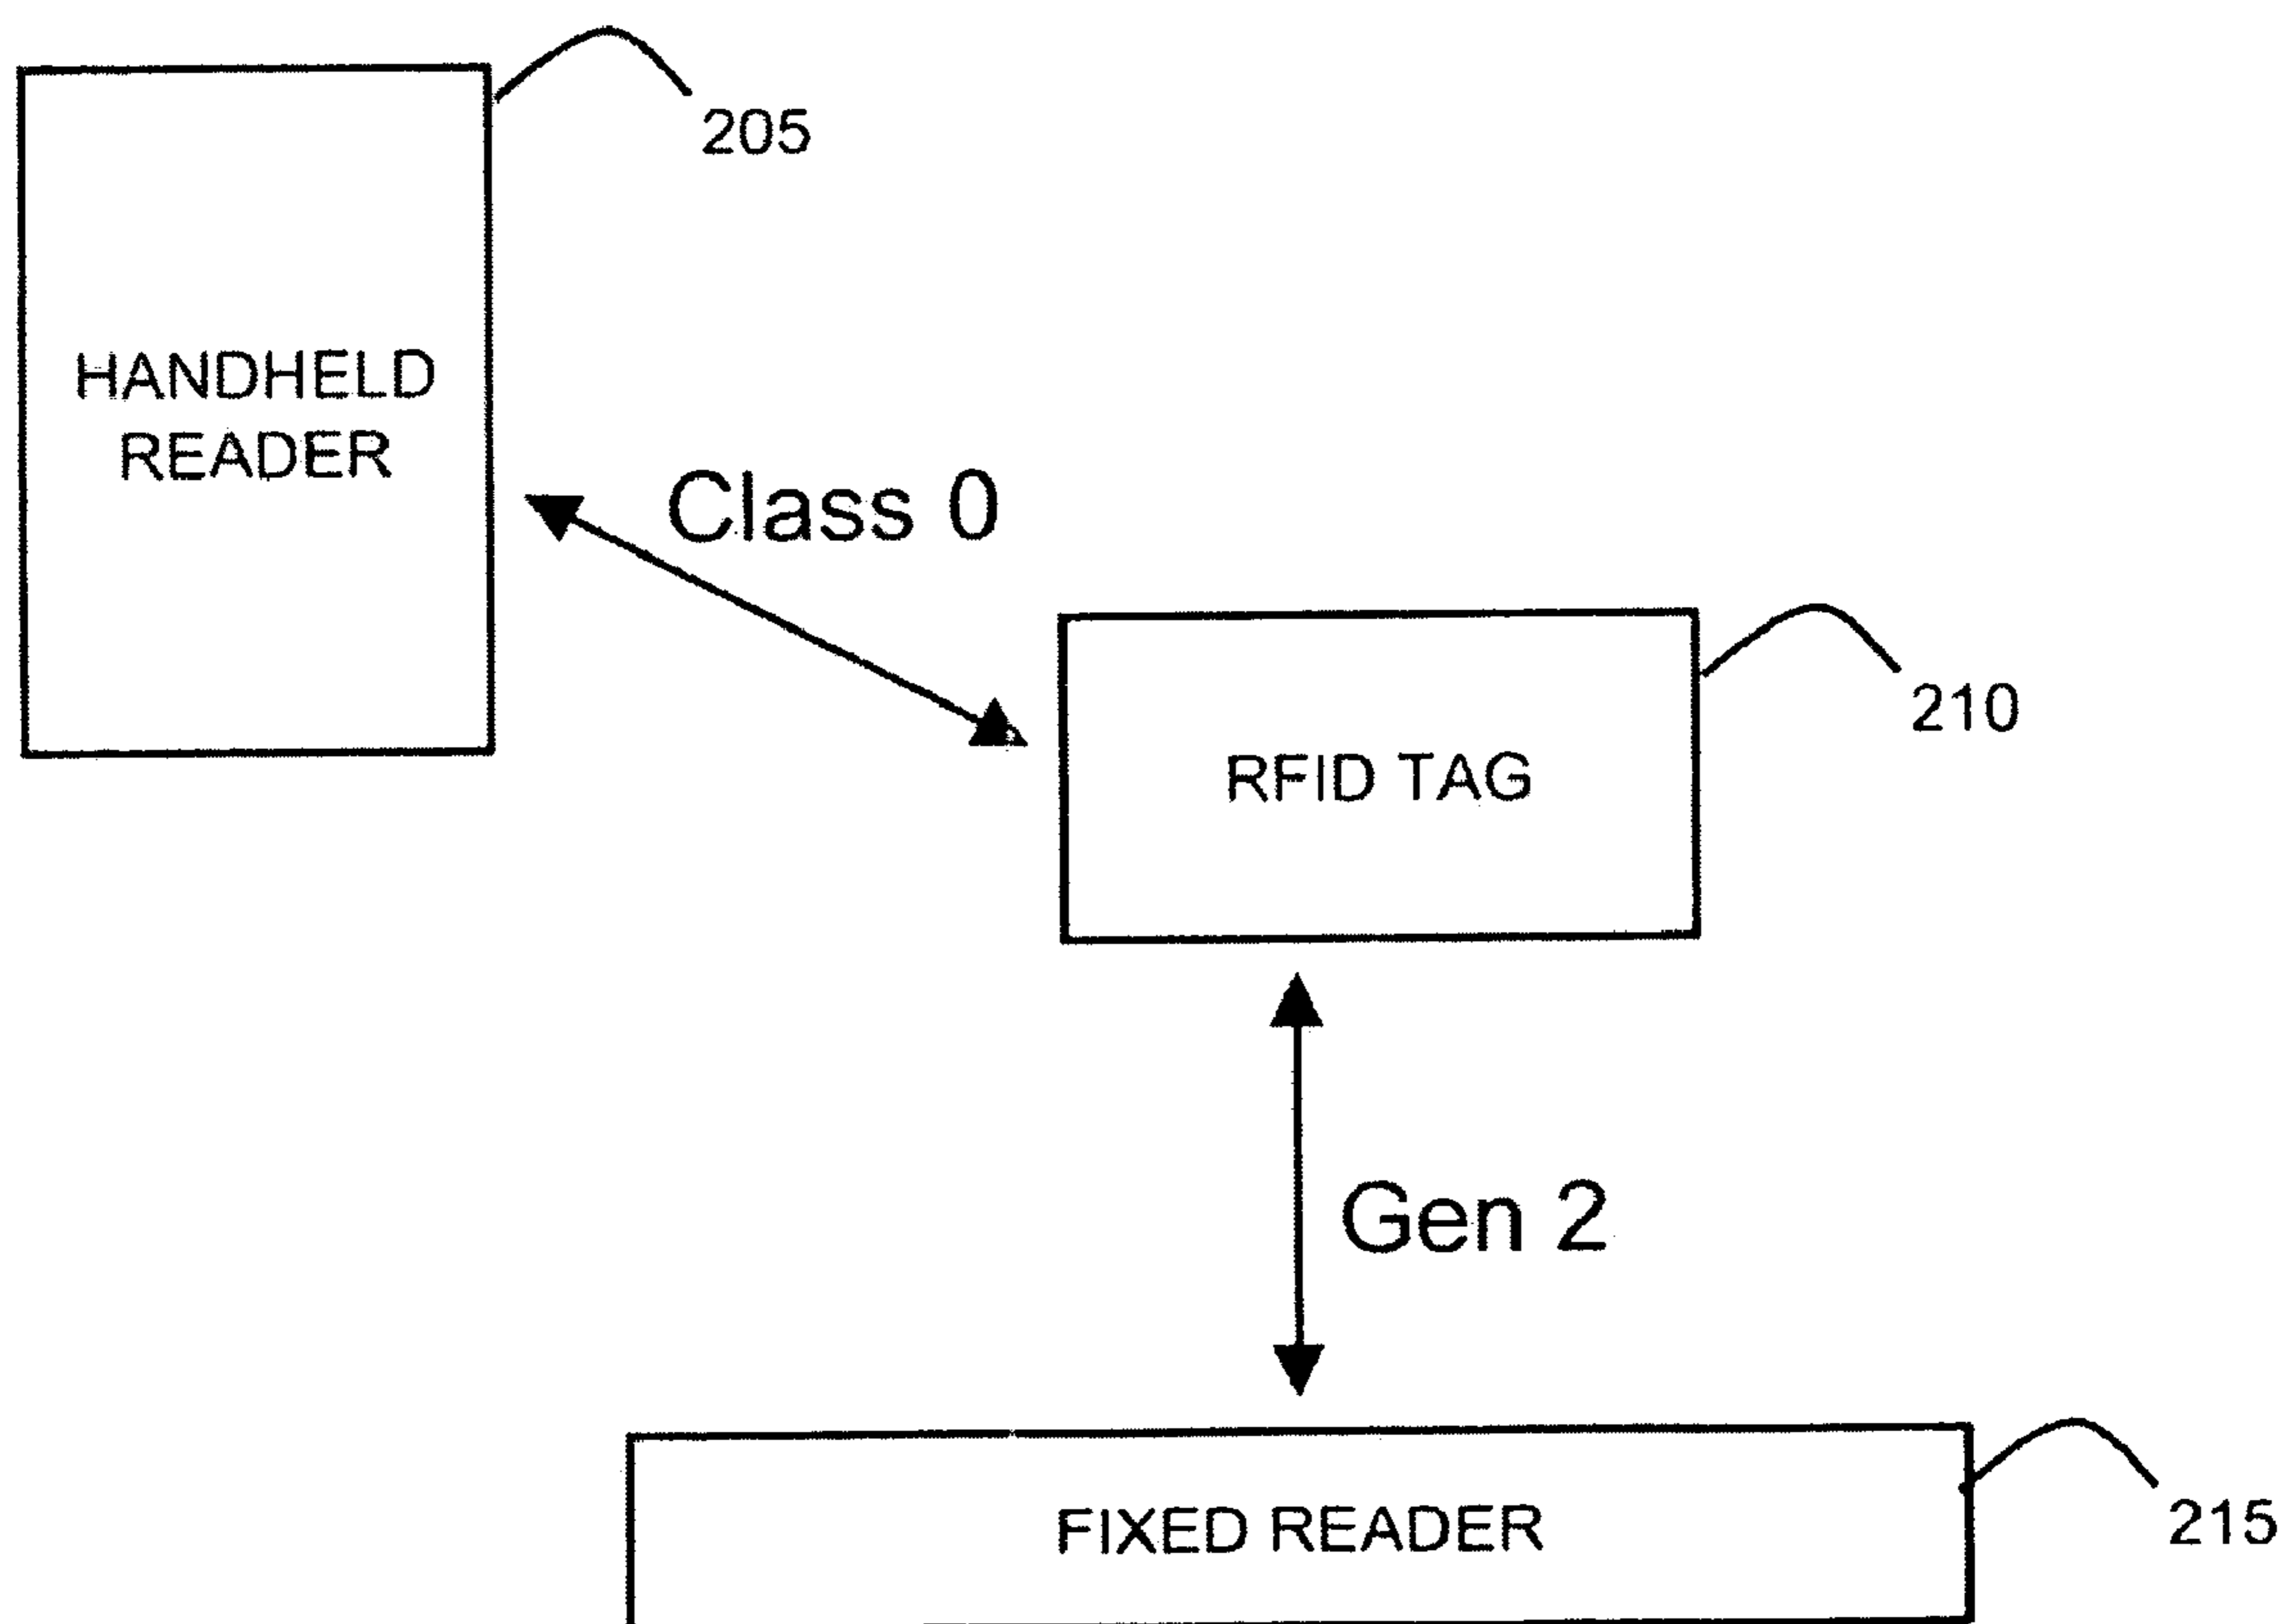 205
HANDHELD
READER
Class 0
210
RFID TAG
Gen 2
FIXED READER
215